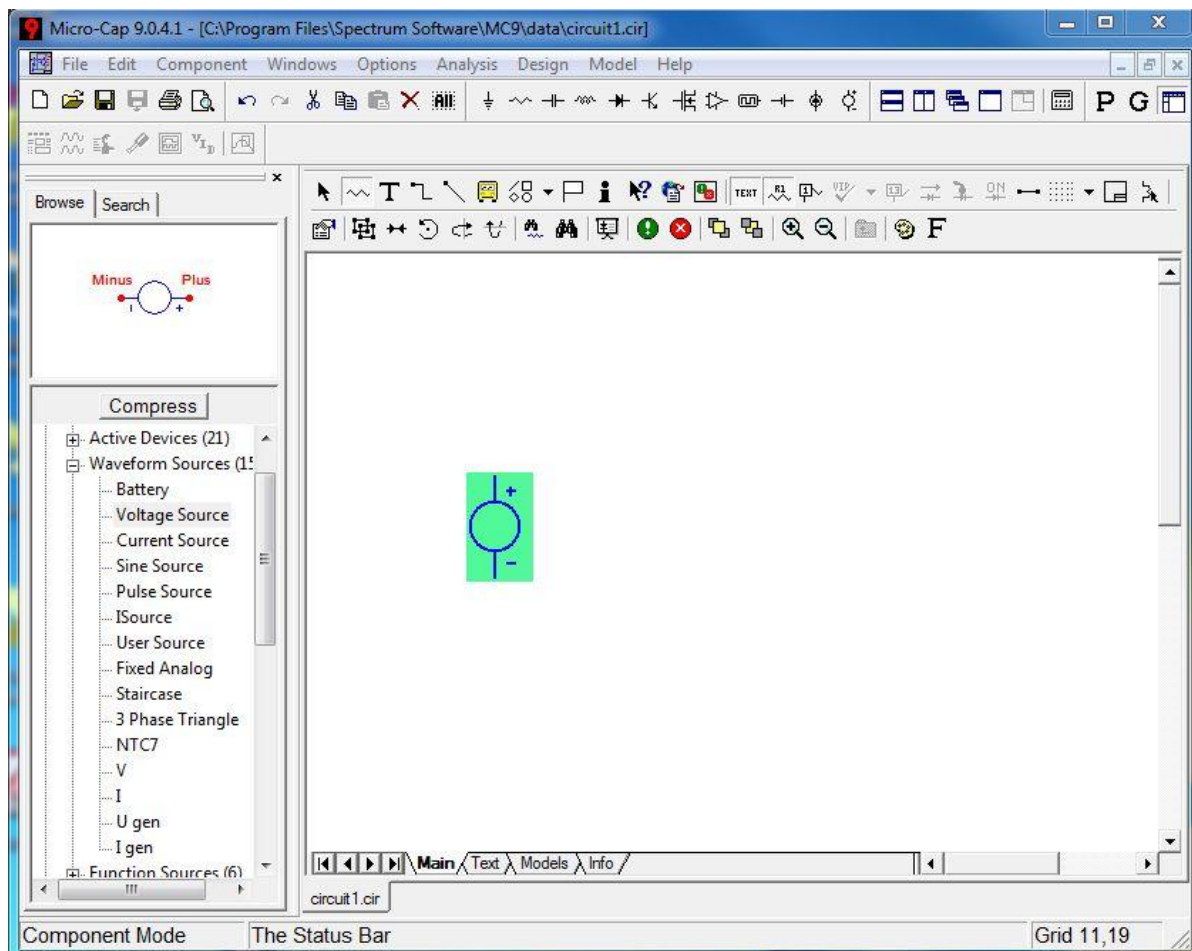 Micro-Cap 9.0.4.1 - [C:\Program Files\Spectrum Software\MC9\data\circuit1.cir]
File Edit Component Windows Options Analysis Design Model Help
All P G
Browse Search
TEXT R1
F
Minus Plus
+
Compress
Active Devices (21)
Waveform Sources (15
Battery
Voltage Source
Current Source
Sine Source
Pulse Source
ISource
User Source
Fixed Analog
Staircase
3 Phase Triangle
NTC7
V
I
U gen
I gen
Function Sources (6)
+
-
Main Text Models Info
circuit1.cir
Component Mode The Status Bar Grid 11,19